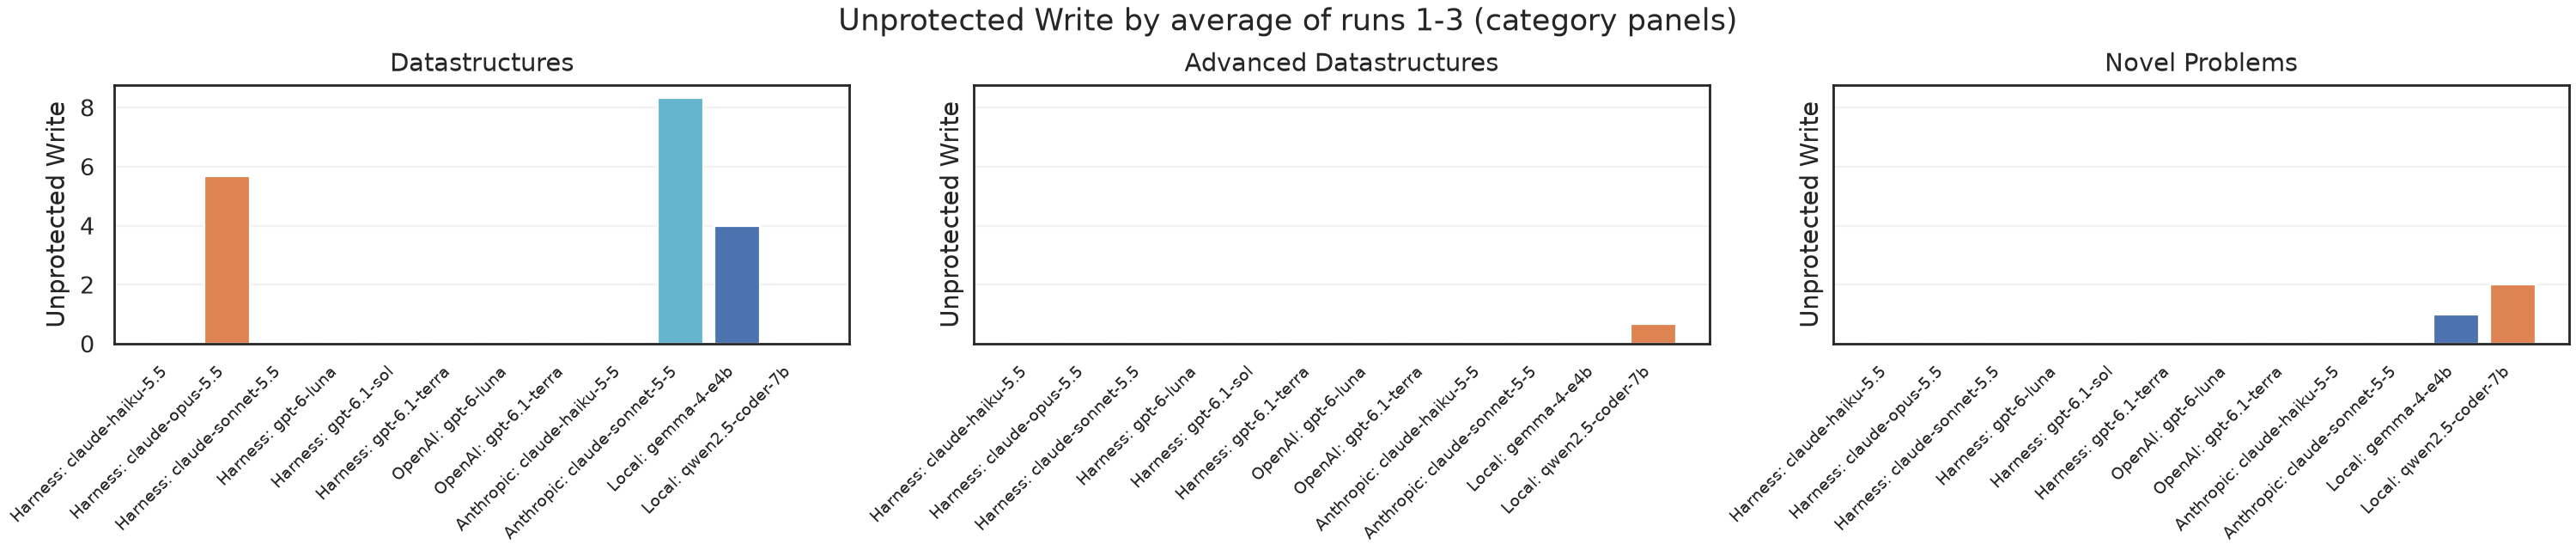 Unprotected Write by average of runs 1-3 (category panels)
Datastructures
Unprotected Write
8
6
4
2
0
Harness: claude-haiku-5.5
Harness: claude-opus-5.5
Harness: claude-sonnet-5.5
Harness: gpt-6-luna
Harness: gpt-6.1-sol
Harness: gpt-6.1-terra
OpenAI: gpt-6-luna
OpenAI: gpt-6.1-terra
Anthropic: claude-haiku-5-5
Anthropic: claude-sonnet-5-5
Local: gemma-4-e4b
Local: qwen2.5-coder-7b
Advanced Datastructures
Unprotected Write
Harness: claude-haiku-5.5
Harness: claude-opus-5.5
Harness: claude-sonnet-5.5
Harness: gpt-6-luna
Harness: gpt-6.1-sol
Harness: gpt-6.1-terra
OpenAI: gpt-6-luna
OpenAI: gpt-6.1-terra
Anthropic: claude-haiku-5-5
Anthropic: claude-sonnet-5-5
Local: gemma-4-e4b
Local: qwen2.5-coder-7b
Novel Problems
Unprotected Write
Harness: claude-haiku-5.5
Harness: claude-opus-5.5
Harness: claude-sonnet-5.5
Harness: gpt-6-luna
Harness: gpt-6.1-sol
Harness: gpt-6.1-terra
OpenAI: gpt-6-luna
OpenAI: gpt-6.1-terra
Anthropic: claude-haiku-5-5
Anthropic: claude-sonnet-5-5
Local: gemma-4-e4b
Local: qwen2.5-coder-7b